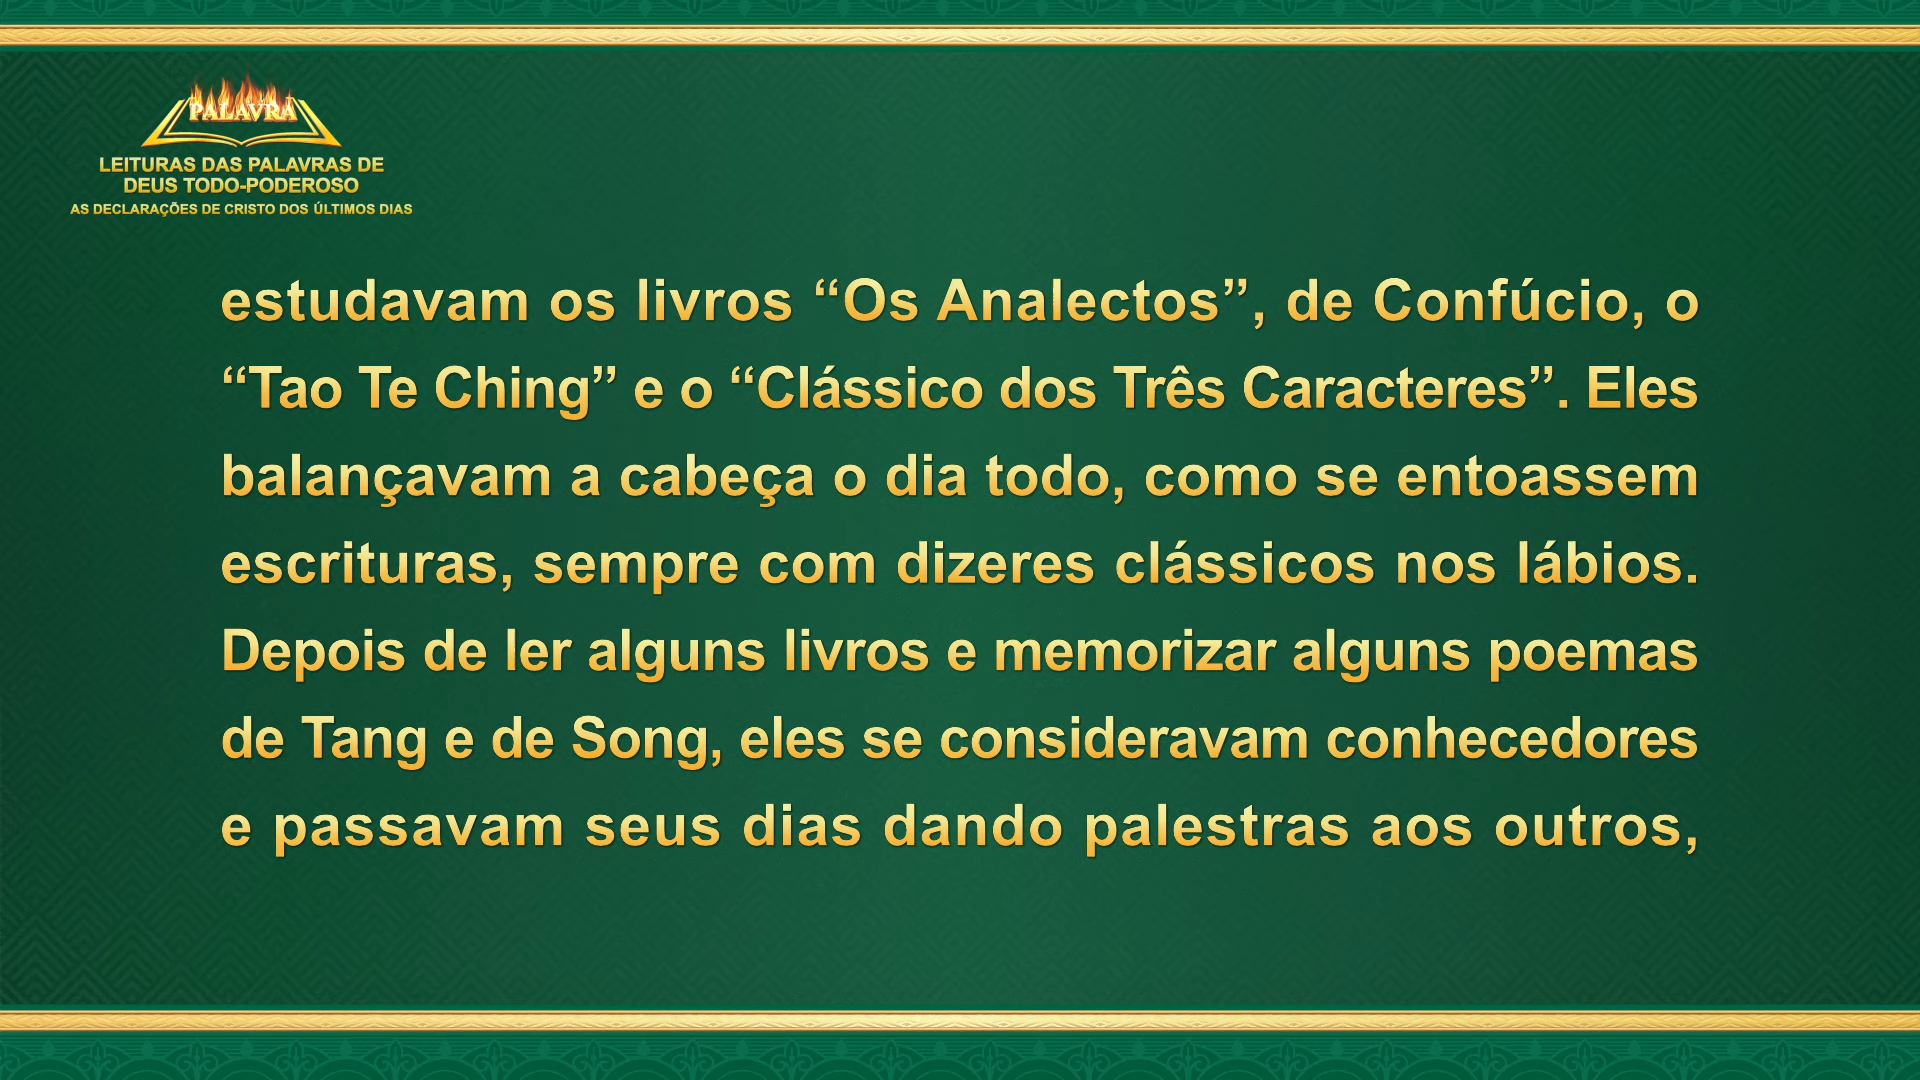 PALAVRA
LEITURAS DAS PALAVRAS DE
DEUS TODO-PODEROSO
AS DECLARAÇÕES DE CRISTO DOS ÚLTIMOS DIAS
estudavam os livros “Os Analectos”, de Confúcio, o
“Tao Te Ching” e o “Clássico dos Três Caracteres”. Eles
balançavam a cabeça o dia todo, como se entoassem
escrituras, sempre com dizeres clássicos nos lábios.
Depois de ler alguns livros e memorizar alguns poemas
de Tang e de Song, eles se consideravam conhecedores
e passavam seus dias dando palestras aos outros,